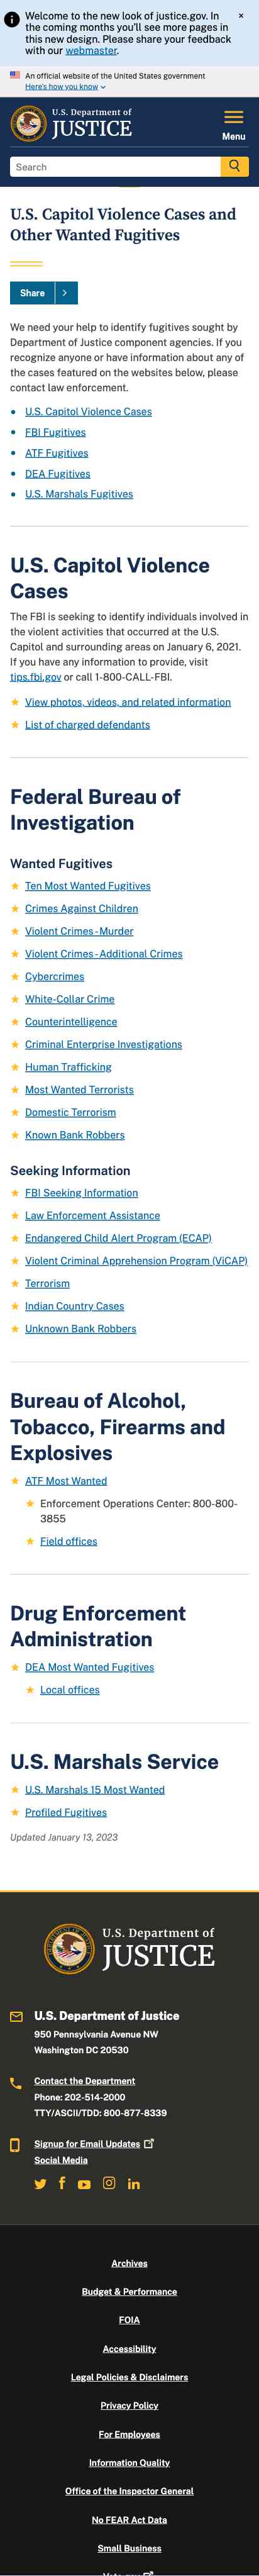 Welcome to the new look of justice.gov. In
the coming months you'll see more pages in
this new design. Please share your feedback
with our webmaster.
×
An official website of the United States government
Here's how you know
U.S. Department of
JUSTICE
Menu
Search
U.S. Capitol Violence Cases and
Other Wanted Fugitives
Share
We need your help to identify fugitives sought by
Department of Justice component agencies. If you
recognize anyone or have information about any of
the cases featured on the websites below, please
contact law enforcement.
U.S. Capitol Violence Cases
FBI Fugitives
ATF Fugitives
DEA Fugitives
U.S. Marshals Fugitives
U.S. Capitol Violence
Cases
The FBI is seeking to identify individuals involved in
the violent activities that occurred at the U.S.
Capitol and surrounding areas on January 6, 2021.
If you have any information to provide, visit
tips.fbi.gov or call 1-800-CALL-FBI.
View photos, videos, and related information
List of charged defendants
Federal Bureau of
Investigation
Wanted Fugitives
Ten Most Wanted Fugitives
Crimes Against Children
Violent Crimes - Murder
Violent Crimes - Additional Crimes
Cybercrimes
White-Collar Crime
Counterintelligence
Criminal Enterprise Investigations
Human Trafficking
Most Wanted Terrorists
Domestic Terrorism
Known Bank Robbers
Seeking Information
FBI Seeking Information
Law Enforcement Assistance
Endangered Child Alert Program (ECAP)
Violent Criminal Apprehension Program (ViCAP)
Terrorism
Indian Country Cases
Unknown Bank Robbers
Bureau of Alcohol,
Tobacco, Firearms and
Explosives
ATF Most Wanted
Enforcement Operations Center: 800-800-
3855
Field offices
Drug Enforcement
Administration
DEA Most Wanted Fugitives
Local offices
U.S. Marshals Service
U.S. Marshals 15 Most Wanted
Profiled Fugitives
Updated January 13, 2023
U.S. Department of
JUSTICE
U.S. Department of Justice
950 Pennsylvania Avenue NW
Washington DC 20530
Contact the Department
Phone: 202-514-2000
TTY/ASCII/TDD: 800-877-8339
Signup for Email Updates
Social Media
Archives
Budget & Performance
FOIA
Accessibility
Legal Policies & Disclaimers
Privacy Policy
For Employees
Information Quality
Office of the Inspector General
No FEAR Act Data
Small Business
Vote.gov